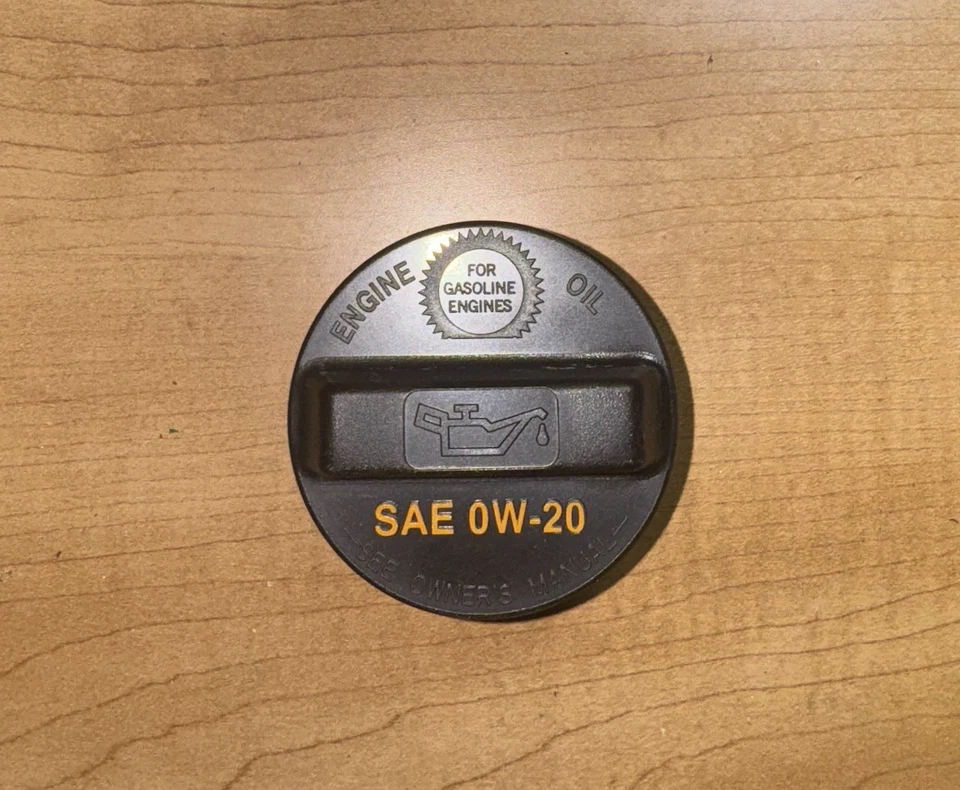 ENGINE OIL
FOR
GASOLINE
ENGINES
SAE 0W-20
—SEE OWNER'S MANUAL—